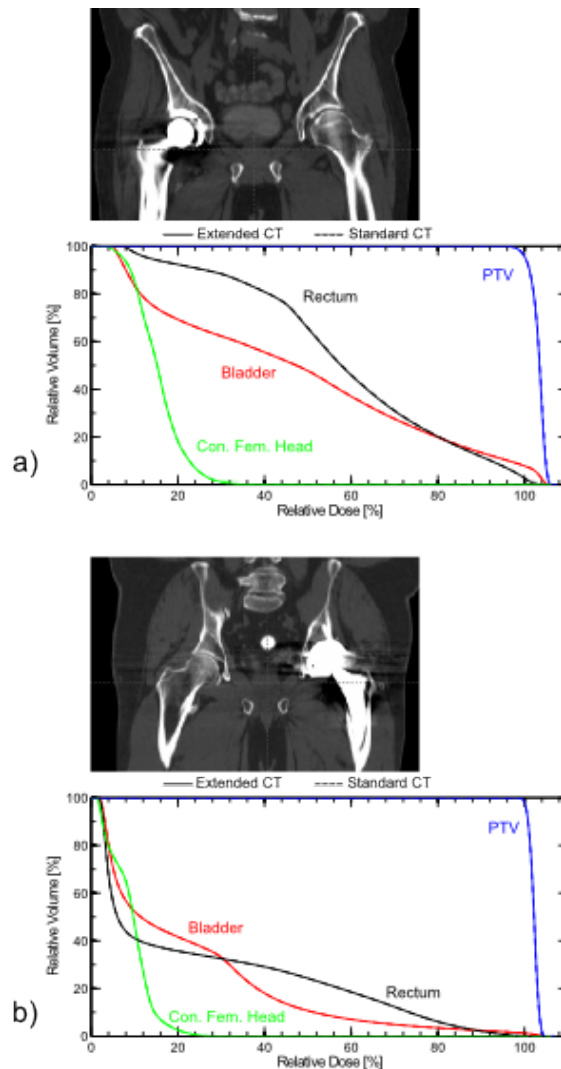 Extended CT Standard CT
100
80
60
40
20
0
Relative Volume [%]
PTV
Rectum
Bladder
Con. Fem. Head
a)
0 20 40 60 80 100
Relative Dose [%]
Extended CT Standard CT
100
80
60
40
20
0
Relative Volume [%]
PTV
Bladder
Rectum
Con. Fem. Head
b)
0 20 40 60 80 100
Relative Dose [%]